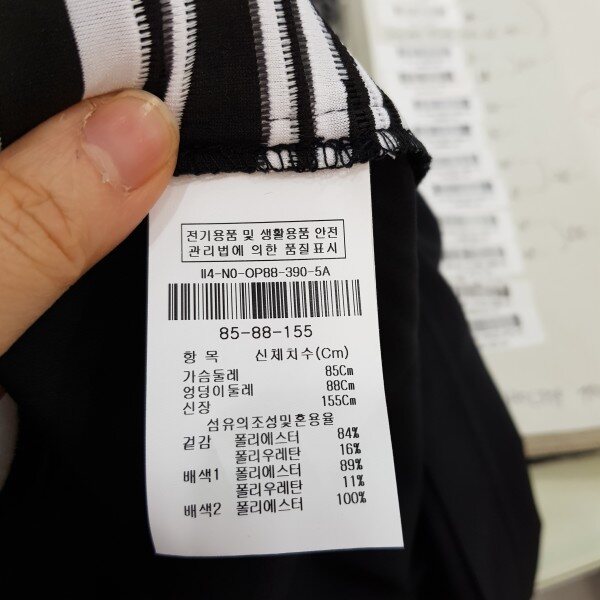 전기용품 및 생활용품 안전
관리법에 의한 품질표시
II4-N0-OP88-390-5A
85-88-155
항 목 신체치수(Cm)
가슴둘레 85Cm
엉덩이둘레 88Cm
신장 155Cm
섬유의조성및혼용율
겉감 폴리에스터 84%
폴리우레탄 16%
배색1 폴리에스터 89%
폴리우레탄 11%
배색2 폴리에스터 100%